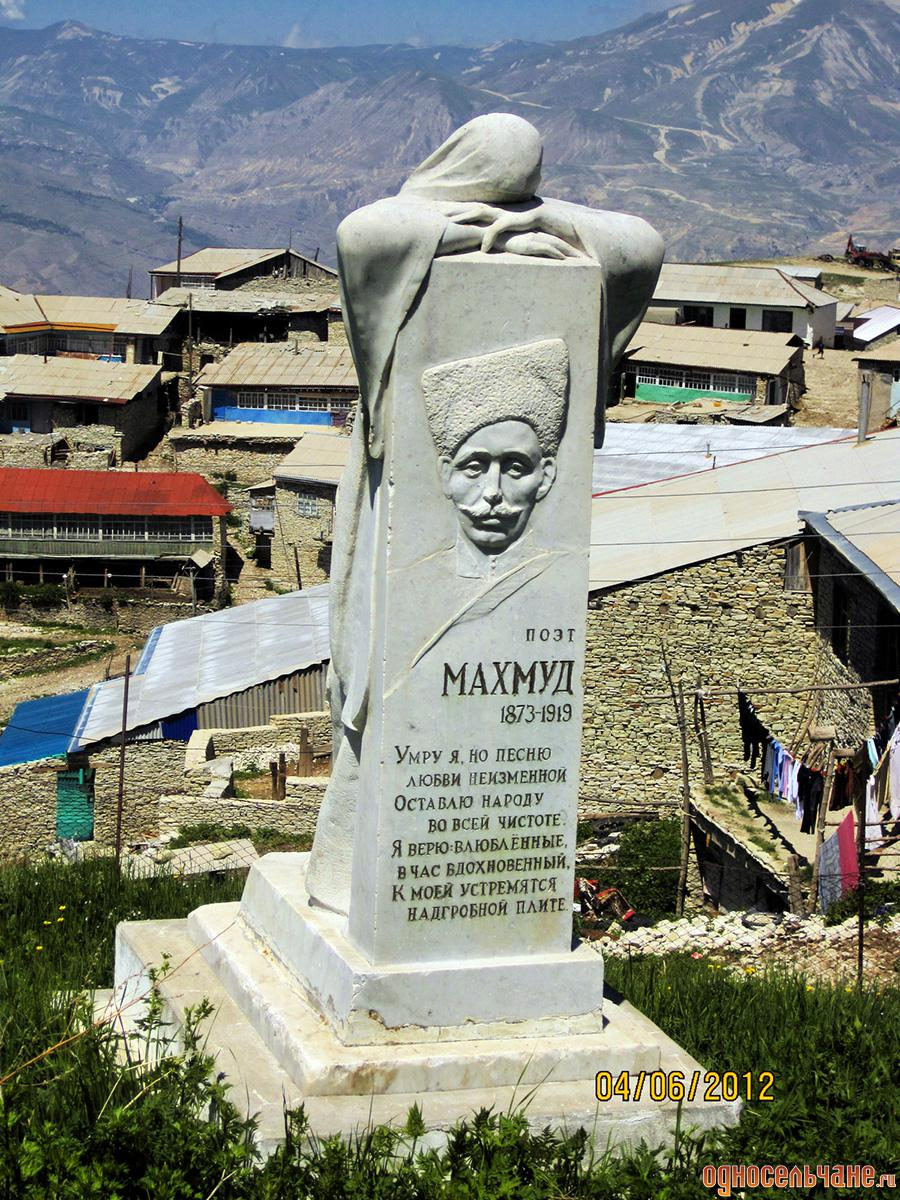 ПОЭТ
МАХМУД
1873-1919
УМРУ Я, НО ПЕСНЮ
ЛЮБВИ НЕИЗМЕННОЙ
ОСТАВЛЮ НАРОДУ
ВО ВСЕЙ ЧИСТОТЕ.
Я ВЕРЮ: ВЛЮБЛЁННЫЕ,
В ЧАС ВДОХНОВЕННЫЙ,
К МОЕЙ УСТРЕМЯТСЯ
НАДГРОБНОЙ ПЛИТЕ.
04/06/2012
односельчане.ru